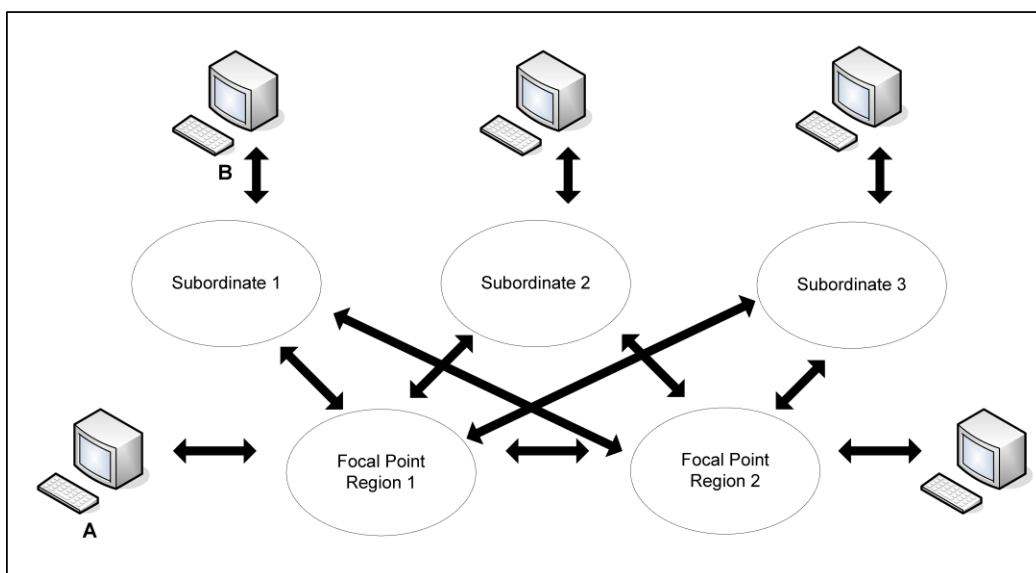 B
Subordinate 1
Subordinate 2
Subordinate 3
Focal Point
Region 1
Focal Point
Region 2
A